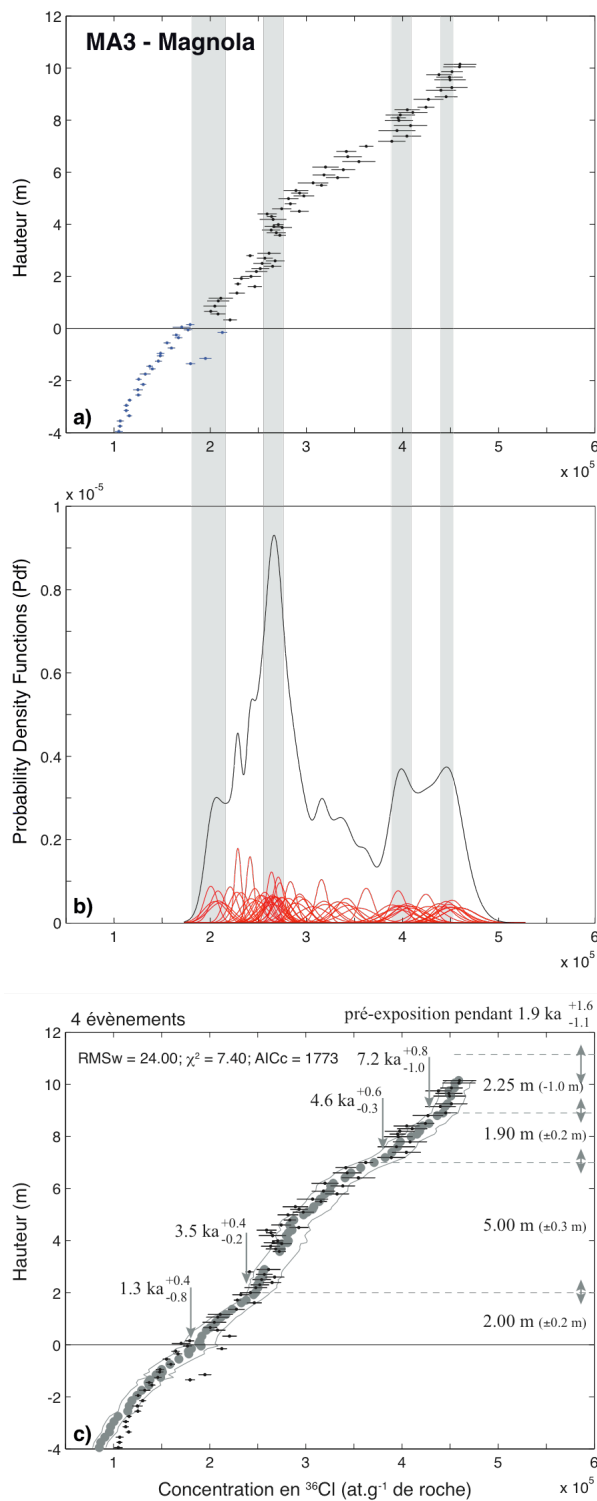 MA3 - Magnola
Hauteur (m)
12
10
8
6
4
2
0
-2
-4
a)
1
2
3
4
5
6
x 10⁵
x 10⁻⁵
Probability Density Functions (Pdf)
1
0.8
0.6
0.4
0.2
0
b)
1
2
3
4
5
6
x 10⁵
4 évènements
pré-exposition pendant 1.9 ka +1.6 -1.1
RMSw = 24.00; χ² = 7.40; AICc = 1773
7.2 ka +0.8 -1.0
2.25 m (-1.0 m)
4.6 ka +0.6 -0.3
1.90 m (±0.2 m)
5.00 m (±0.3 m)
3.5 ka +0.4 -0.2
1.3 ka +0.4 -0.8
2.00 m (±0.2 m)
Hauteur (m)
12
10
8
6
4
2
0
-2
-4
c)
1
2
3
4
5
6
Concentration en ³⁶Cl (at.g⁻¹ de roche)
x 10⁵